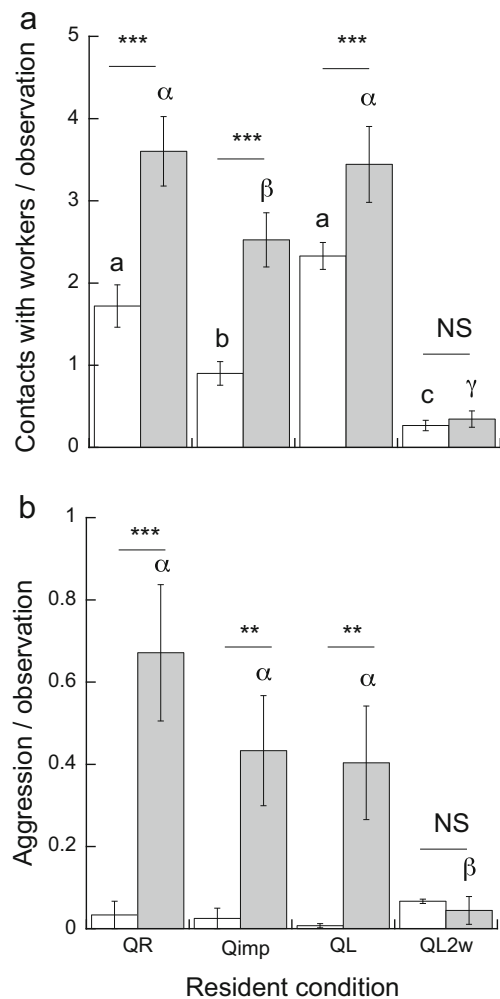 a
Contacts with workers / observation
5
4
3
2
1
0
*** *** ***
α α
β
a a
b
NS
c γ
b
Aggression / observation
1
0.8
0.6
0.4
0.2
0
***
α
** **
α α
NS
β
QR Qimp QL QL2w
Resident condition